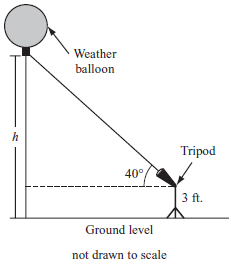 Weather
balloon
h
Tripod
40°
3 ft.
Ground level
not drawn to scale